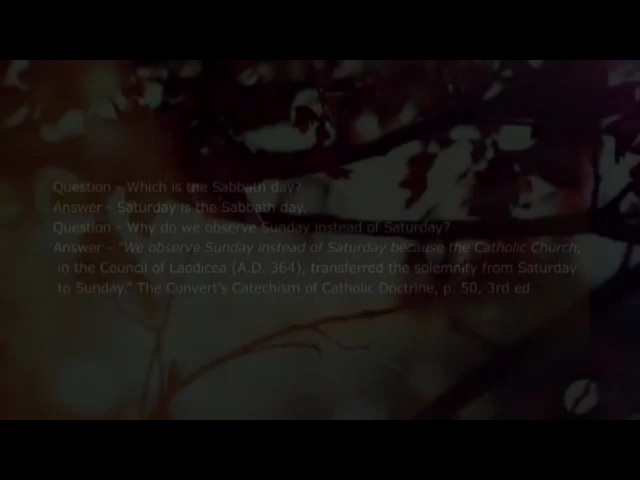 Question - Which is the Sabbath day?
Answer - Saturday is the Sabbath day.
Question - Why do we observe Sunday instead of Saturday?
Answer - "We observe Sunday instead of Saturday because the Catholic Church,
in the Council of Laodicea (A.D. 364), transferred the solemnity from Saturday
to Sunday." The Convert's Catechism of Catholic Doctrine, p. 50, 3rd ed